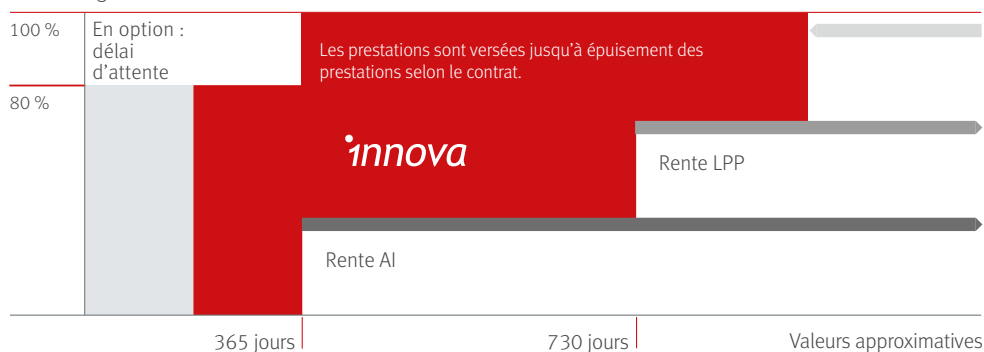 100 %
En option :
délai
d'attente
Les prestations sont versées jusqu'à épuisement des
prestations selon le contrat.
80 %
innova
Rente LPP
Rente AI
365 jours
730 jours
Valeurs approximatives